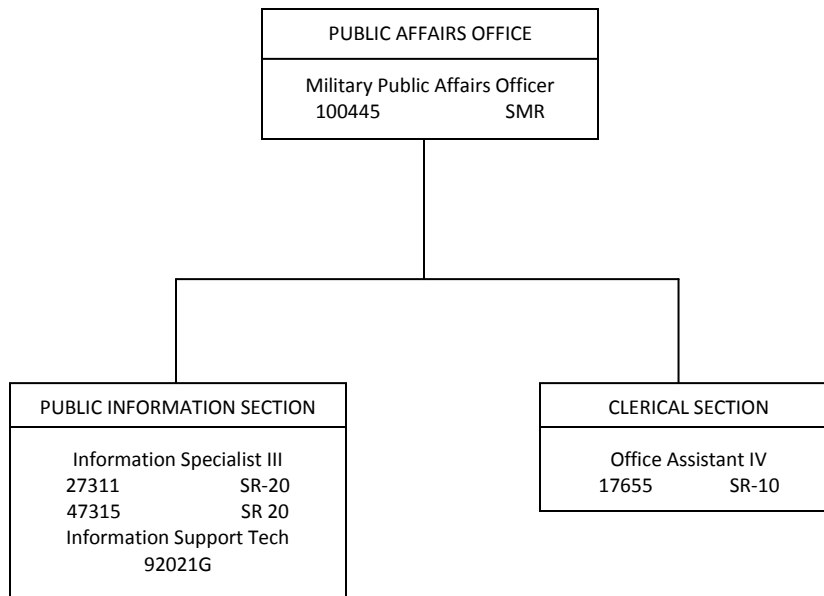 PUBLIC AFFAIRS OFFICE
Military Public Affairs Officer
100445 SMR
PUBLIC INFORMATION SECTION
Information Specialist III
27311 SR-20
47315 SR 20
Information Support Tech
92021G
CLERICAL SECTION
Office Assistant IV
17655 SR-10